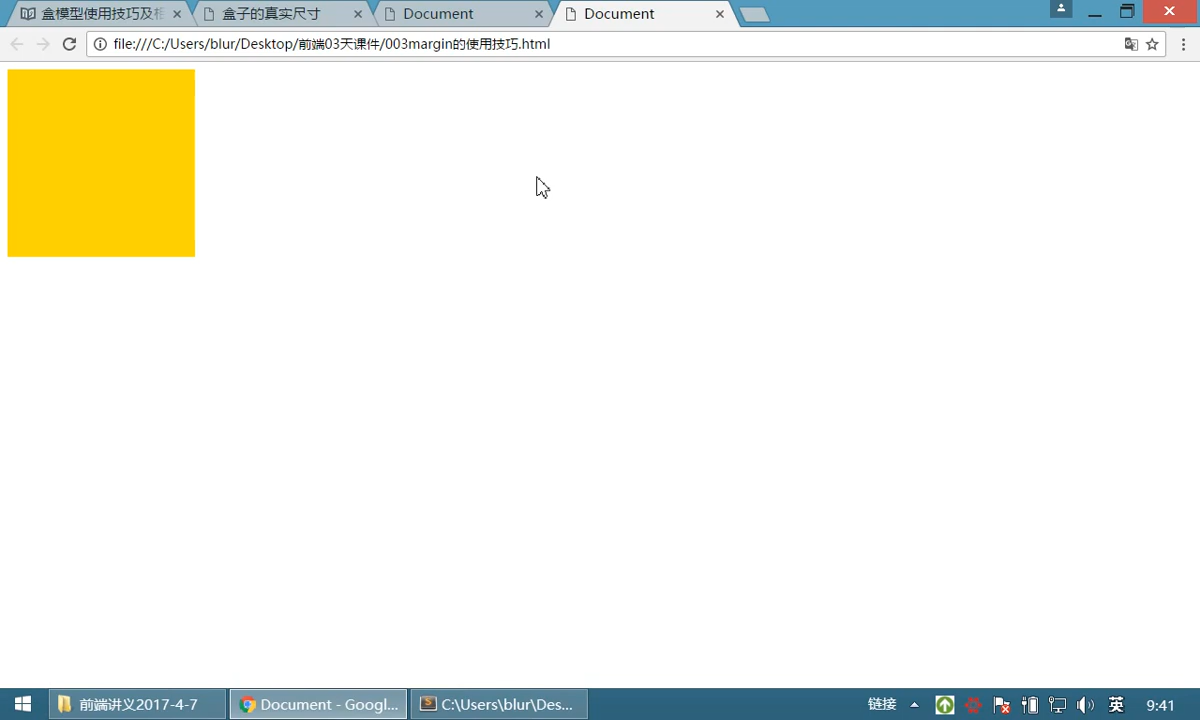 盒模型使用技巧及相
盒子的真实尺寸
Document
Document
file:///C:/Users/blur/Desktop/前端03天课件/003margin的使用技巧.html
前端讲义2017-4-7
Document - Googl...
C:\Users\blur\Des...
链接
英
9:41